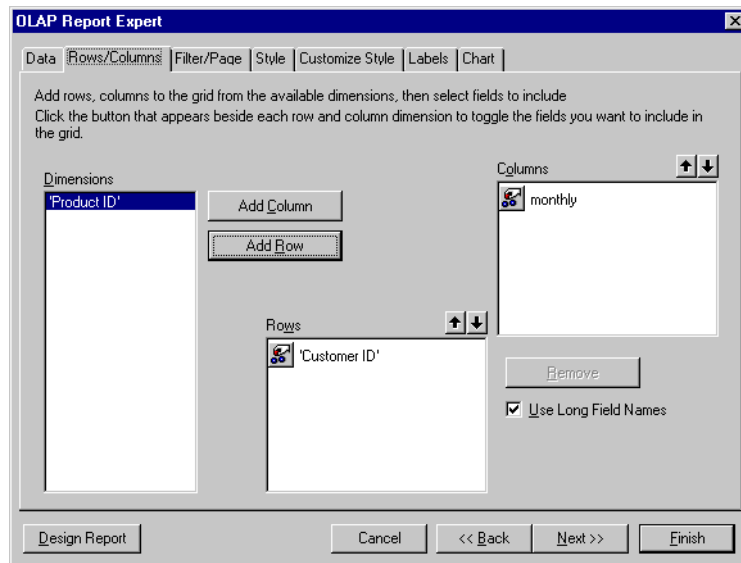 OLAP Report Expert
Data Rows/Columns Filter/Page Style Customize Style Labels Chart
Add rows, columns to the grid from the available dimensions, then select fields to include
Click the button that appears beside each row and column dimension to toggle the fields you want to include in
the grid.
Dimensions
'Product ID'
Add Column
Add Row
Columns
monthly
Rows
'Customer ID'
Remove
Use Long Field Names
Design Report Cancel << Back Next >> Finish